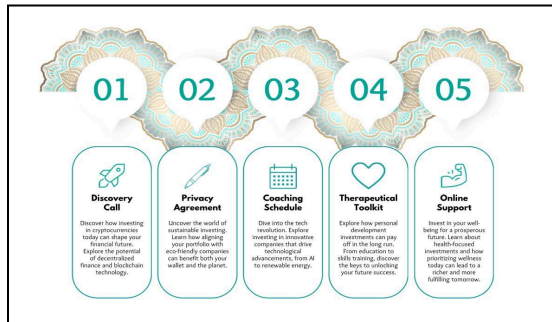 01
02
03
04
05
Discovery
Call
Discover how investing
in cryptocurrencies
today can shape your
financial future.
Explore the potential
of decentralized
finance and blockchain
technology.
Privacy
Agreement
Uncover the world of
sustainable investing.
Learn how aligning
your portfolio with
eco-friendly companies
can benefit both your
wallet and the planet.
Coaching
Schedule
Dive into the tech
revolution. Explore
investing in innovative
companies that drive
technological
advancements, from AI
to renewable energy.
Therapeutical
Toolkit
Explore how personal
development
investments can pay
off in the long run.
From education to
skills training, discover
the keys to unlocking
your future success.
Online
Support
Invest in your well-
being for a prosperous
future. Learn about
health-focused
investments and how
prioritizing wellness
today can lead to a
richer and more
fulfilling tomorrow.